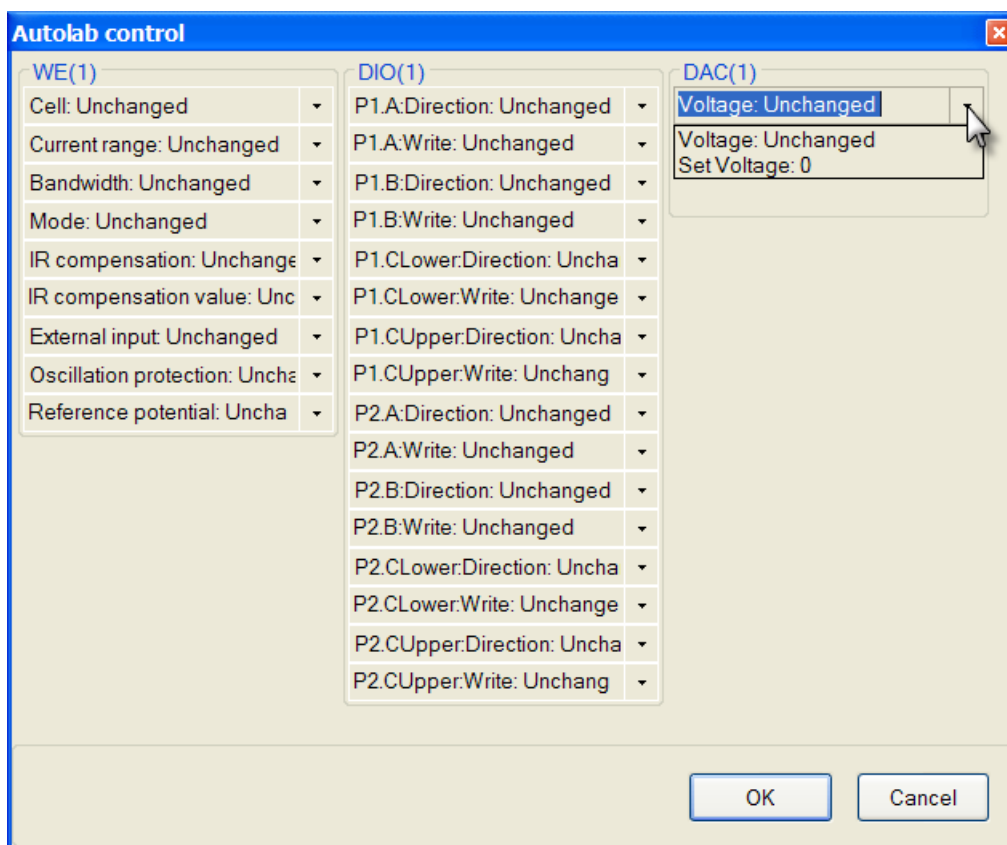 Autolab control
WE(1)
Cell: Unchanged
Current range: Unchanged
Bandwidth: Unchanged
Mode: Unchanged
IR compensation: Unchange
IR compensation value: Unc
External input: Unchanged
Oscillation protection: Uncha
Reference potential: Uncha
DIO(1)
P1.A:Direction: Unchanged
P1.A:Write: Unchanged
P1.B:Direction: Unchanged
P1.B:Write: Unchanged
P1.CLower:Direction: Uncha
P1.CLower:Write: Unchange
P1.CUpper:Direction: Uncha
P1.CUpper:Write: Unchang
P2.A:Direction: Unchanged
P2.A:Write: Unchanged
P2.B:Direction: Unchanged
P2.B:Write: Unchanged
P2.CLower:Direction: Uncha
P2.CLower:Write: Unchange
P2.CUpper:Direction: Uncha
P2.CUpper:Write: Unchang
DAC(1)
Voltage: Unchanged
Voltage: Unchanged
Set Voltage: 0
OK
Cancel